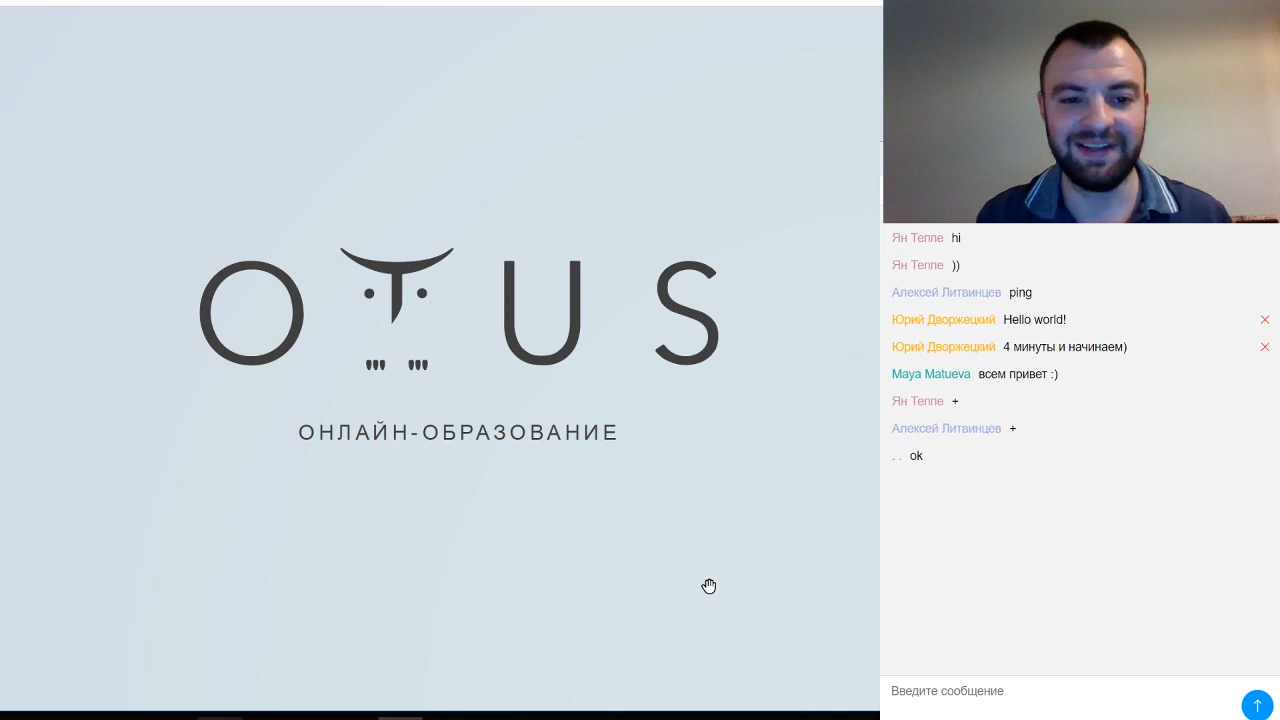 OTUS
ОНЛАЙН-ОБРАЗОВАНИЕ
Ян Теппе hi
Ян Теппе ))
Алексей Литвинцев ping
Юрий Дворжецкий Hello world!
Юрий Дворжецкий 4 минуты и начинаем)
Maya Matueva всем привет :)
Ян Теппе +
Алексей Литвинцев +
. . ok
Введите сообщение